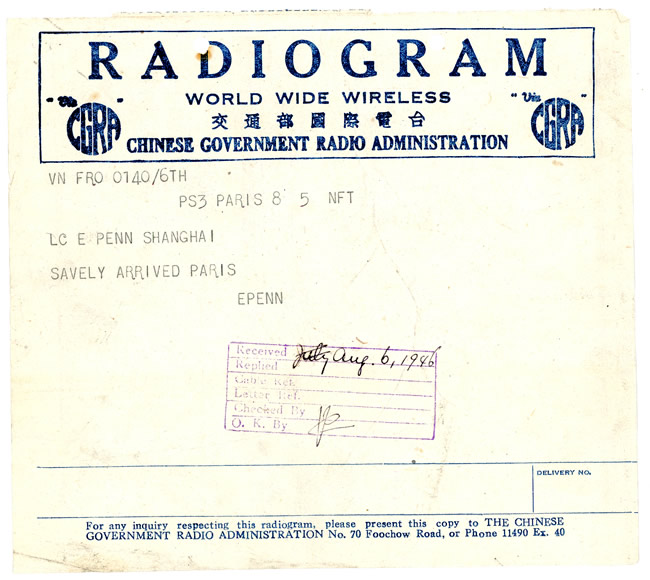 RADIOGRAM
WORLD WIDE WIRELESS
"Via CGRA"
"Via CGRA"
交通部國際電台
CHINESE GOVERNMENT RADIO ADMINISTRATION
VN FR0 0140/6TH
PS3 PARIS 8 5 NFT
LC E PENN SHANGHAI
SAVELY ARRIVED PARIS
EPENN
Received July Aug. 6, 1946
Replied
Cable Ref.
Letter Ref.
Checked By
O. K. By
DELIVERY NO.
For any inquiry respecting this radiogram, please present this copy to THE CHINESE
GOVERNMENT RADIO ADMINISTRATION No. 70 Foochow Road, or Phone 11490 Ex. 40